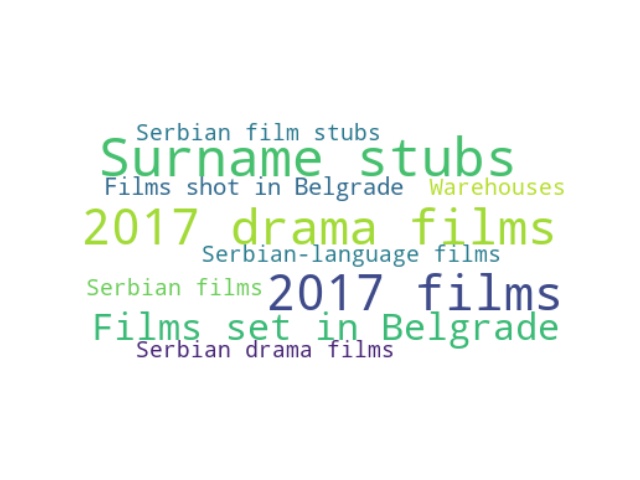 Serbian film stubs
Surname stubs
Films shot in Belgrade
Warehouses
2017 drama films
Serbian-language films
Serbian films
2017 films
Films set in Belgrade
Serbian drama films